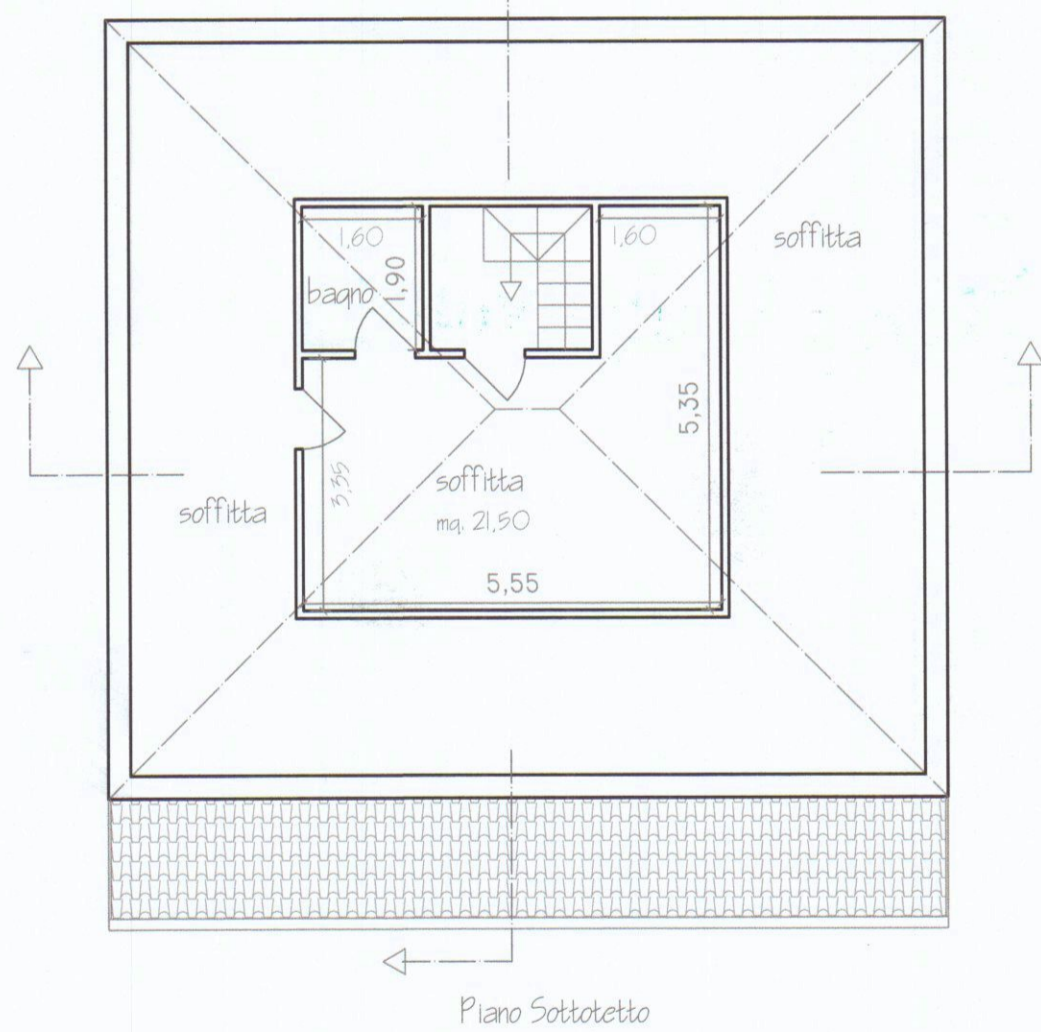 1,60
1,60
soffitta
1,90
bagno
5,35
3,35
soffitta
mq. 21,50
soffitta
5,55
Piano Sottotetto